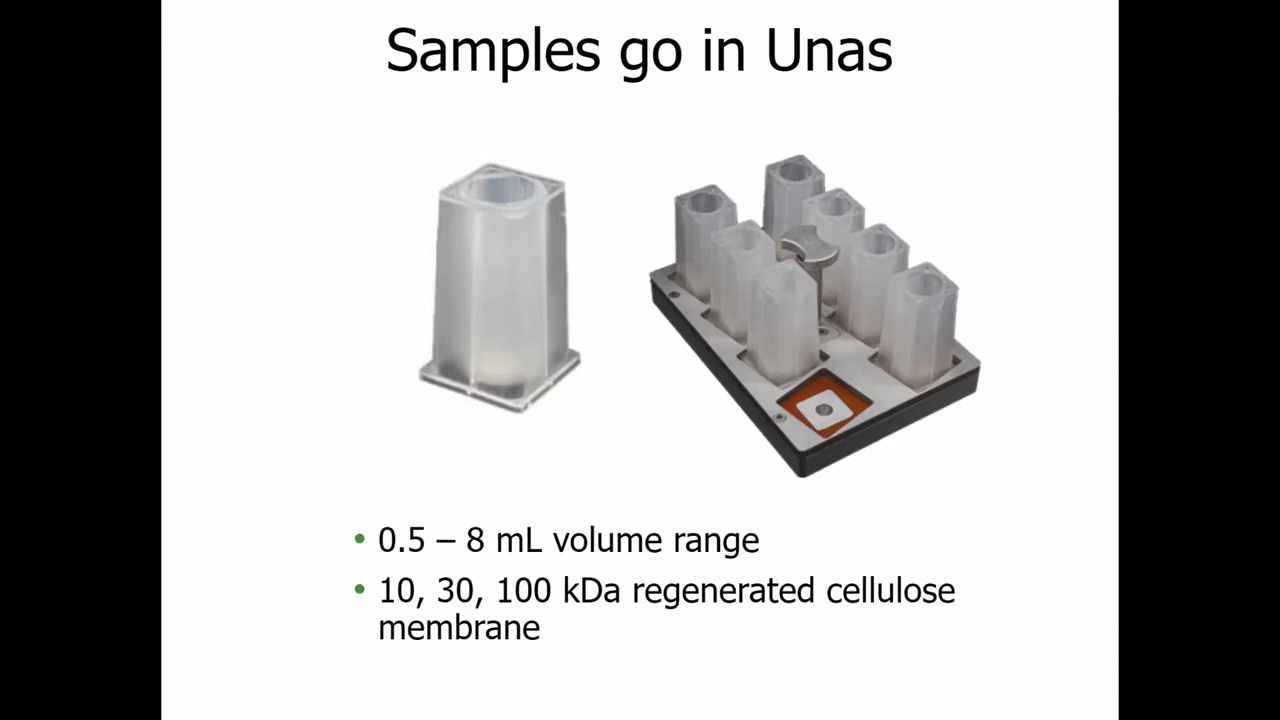 Samples go in Unas
• 0.5 – 8 mL volume range
• 10, 30, 100 kDa regenerated cellulose
membrane